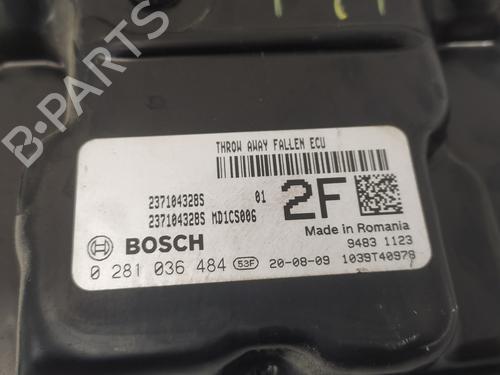 THROW AWAY FALLEN ECU
237104328S 01
237104328S MD1CS006
2F
Made in Romania
BOSCH
9483 1123
0 281 036 484 53F 20-08-09 1039T40978
B-PARTS